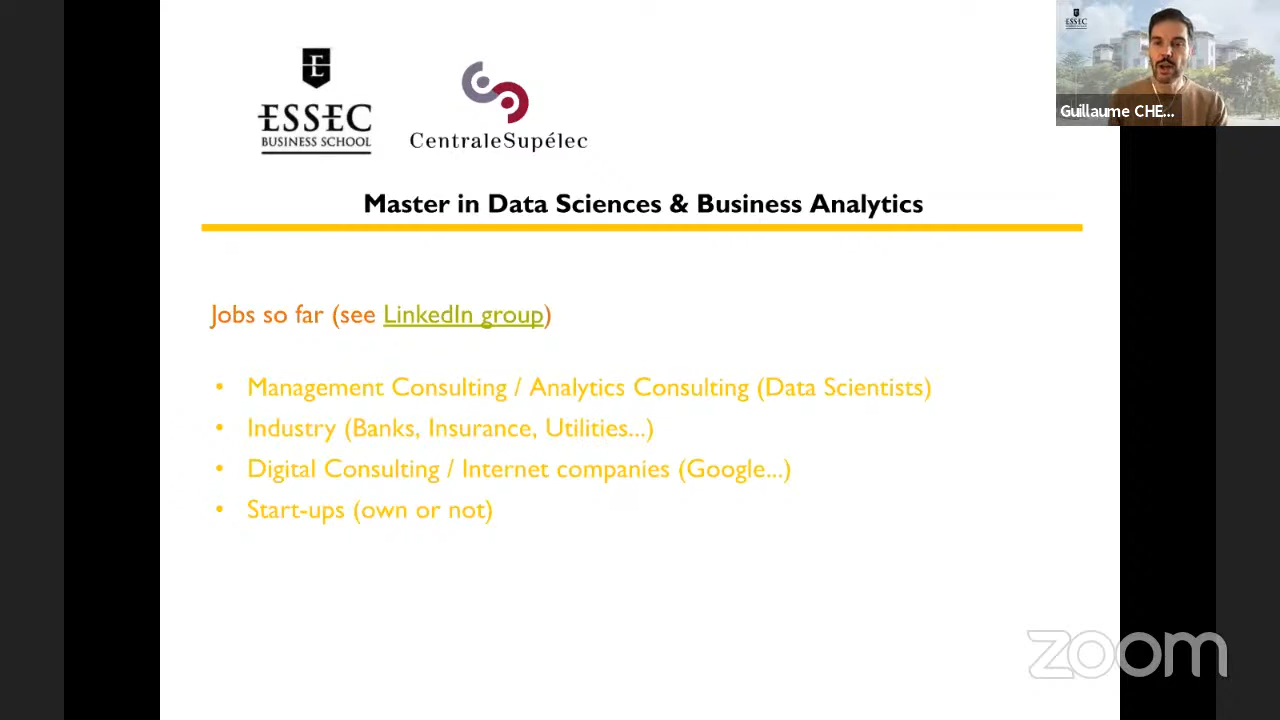 ESSEC
BUSINESS SCHOOL
CentraleSupélec
ESSEC
Guillaume CHE...
Master in Data Sciences & Business Analytics
Jobs so far (see LinkedIn group)
• Management Consulting / Analytics Consulting (Data Scientists)
• Industry (Banks, Insurance, Utilities...)
• Digital Consulting / Internet companies (Google...)
• Start-ups (own or not)
zoom